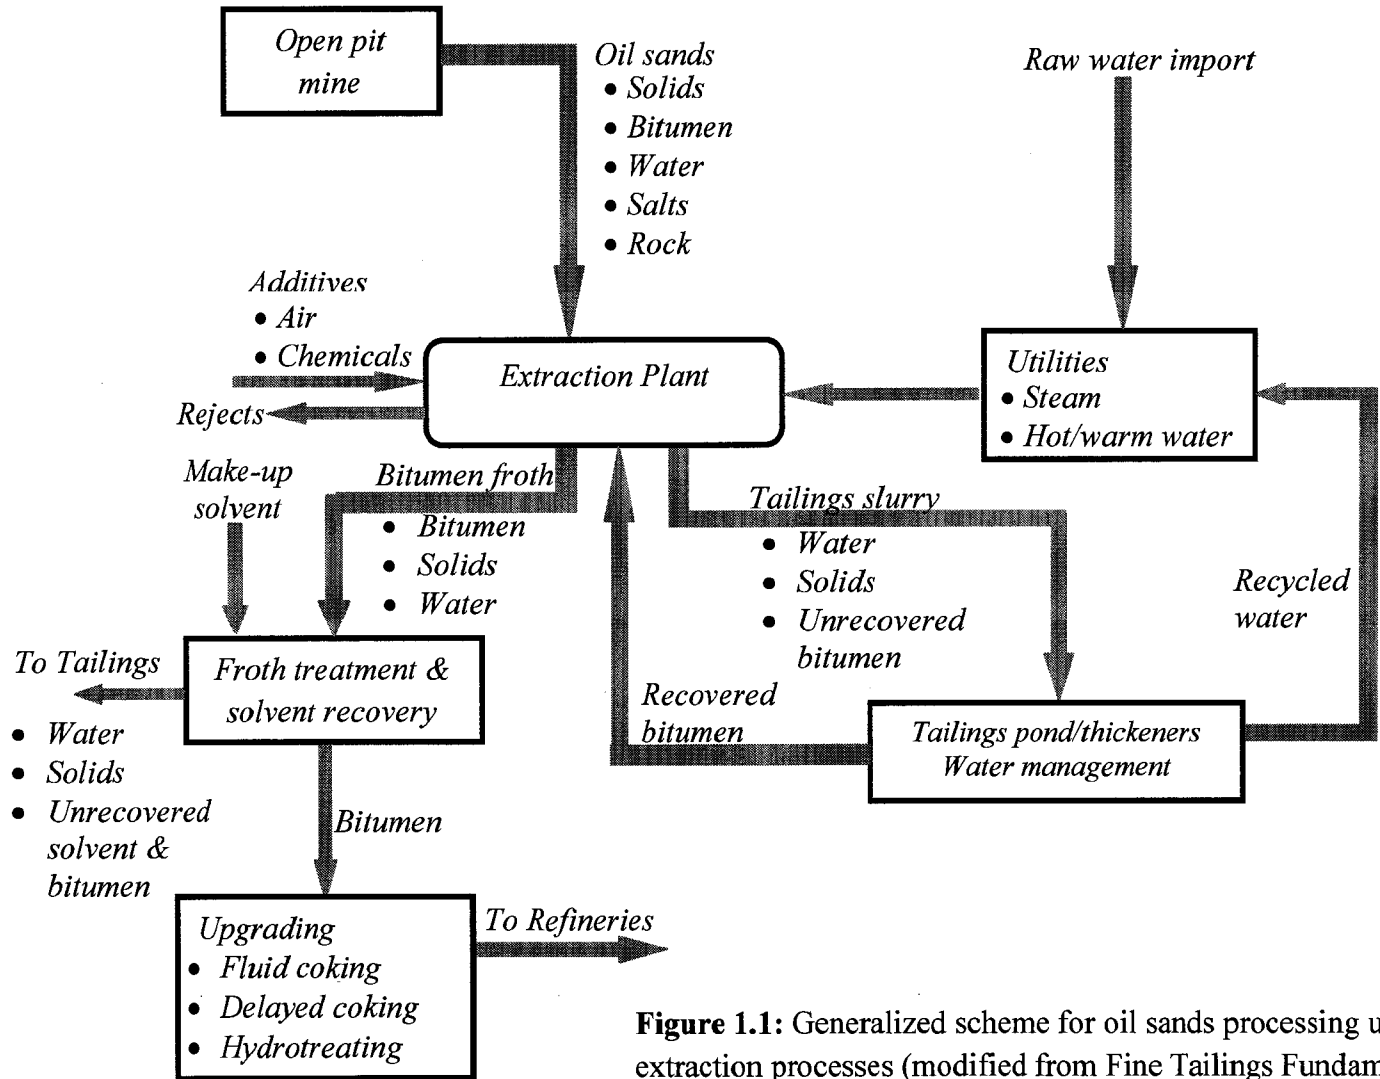 Open pit
mine
Oil sands
• Solids
• Bitumen
• Water
• Salts
• Rock
Raw water import
Additives
• Air
• Chemicals
Extraction Plant
Rejects
Utilities
• Steam
• Hot/warm water
Make-up
solvent
Bitumen froth
• Bitumen
• Solids
• Water
Tailings slurry
• Water
• Solids
• Unrecovered
bitumen
Recycled
water
To Tailings
• Water
• Solids
• Unrecovered
solvent &
bitumen
Froth treatment &
solvent recovery
Recovered
bitumen
Tailings pond/thickeners
Water management
Bitumen
Upgrading
• Fluid coking
• Delayed coking
• Hydrotreating
To Refineries
Figure 1.1: Generalized scheme for oil sands processing u
extraction processes (modified from Fine Tailings Fundam